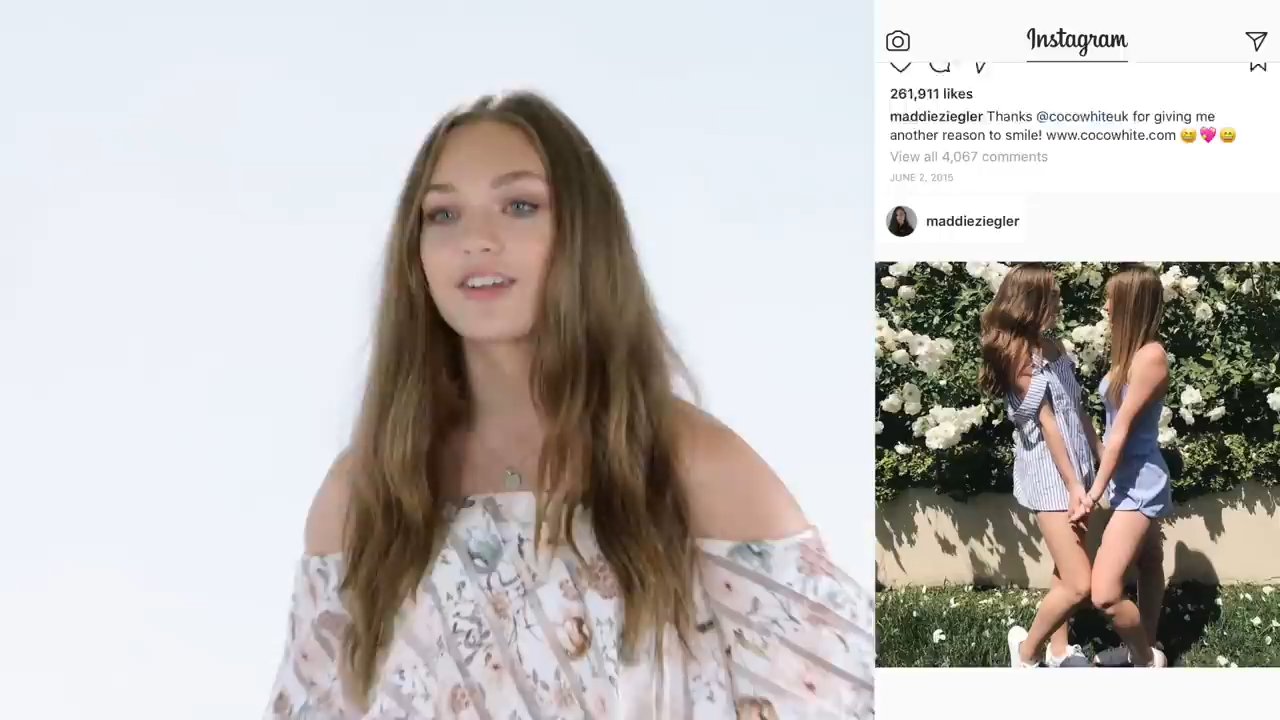 Instagram
261,911 likes
maddieziegler Thanks @cocowhiteuk for giving me
another reason to smile! www.cocowhite.com 😄💖😄
View all 4,067 comments
JUNE 2, 2015
maddieziegler